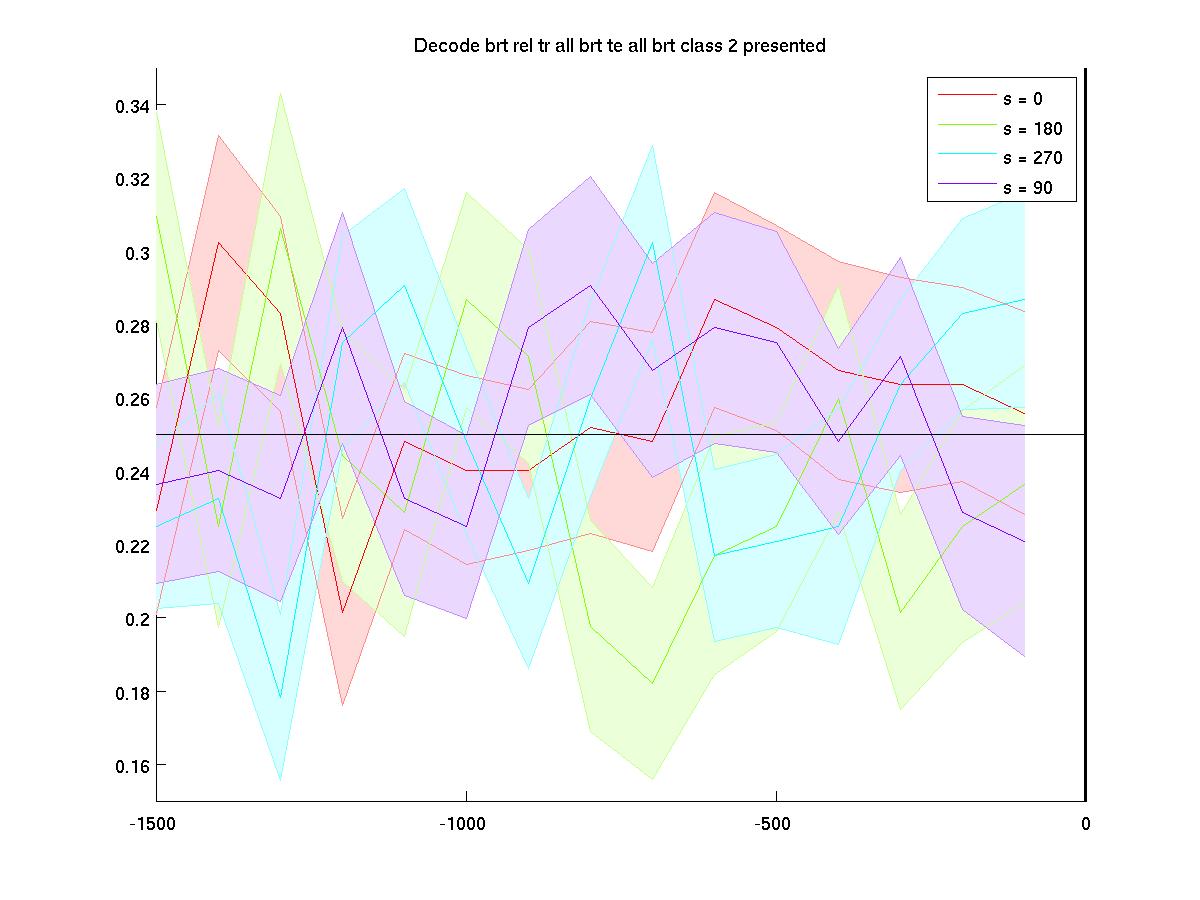 Decode brt rel tr all brt te all brt class 2 presented
s = 0
s = 180
s = 270
s = 90
0.34
0.32
0.3
0.28
0.26
0.24
0.22
0.2
0.18
0.16
-1500 -1000 -500 0